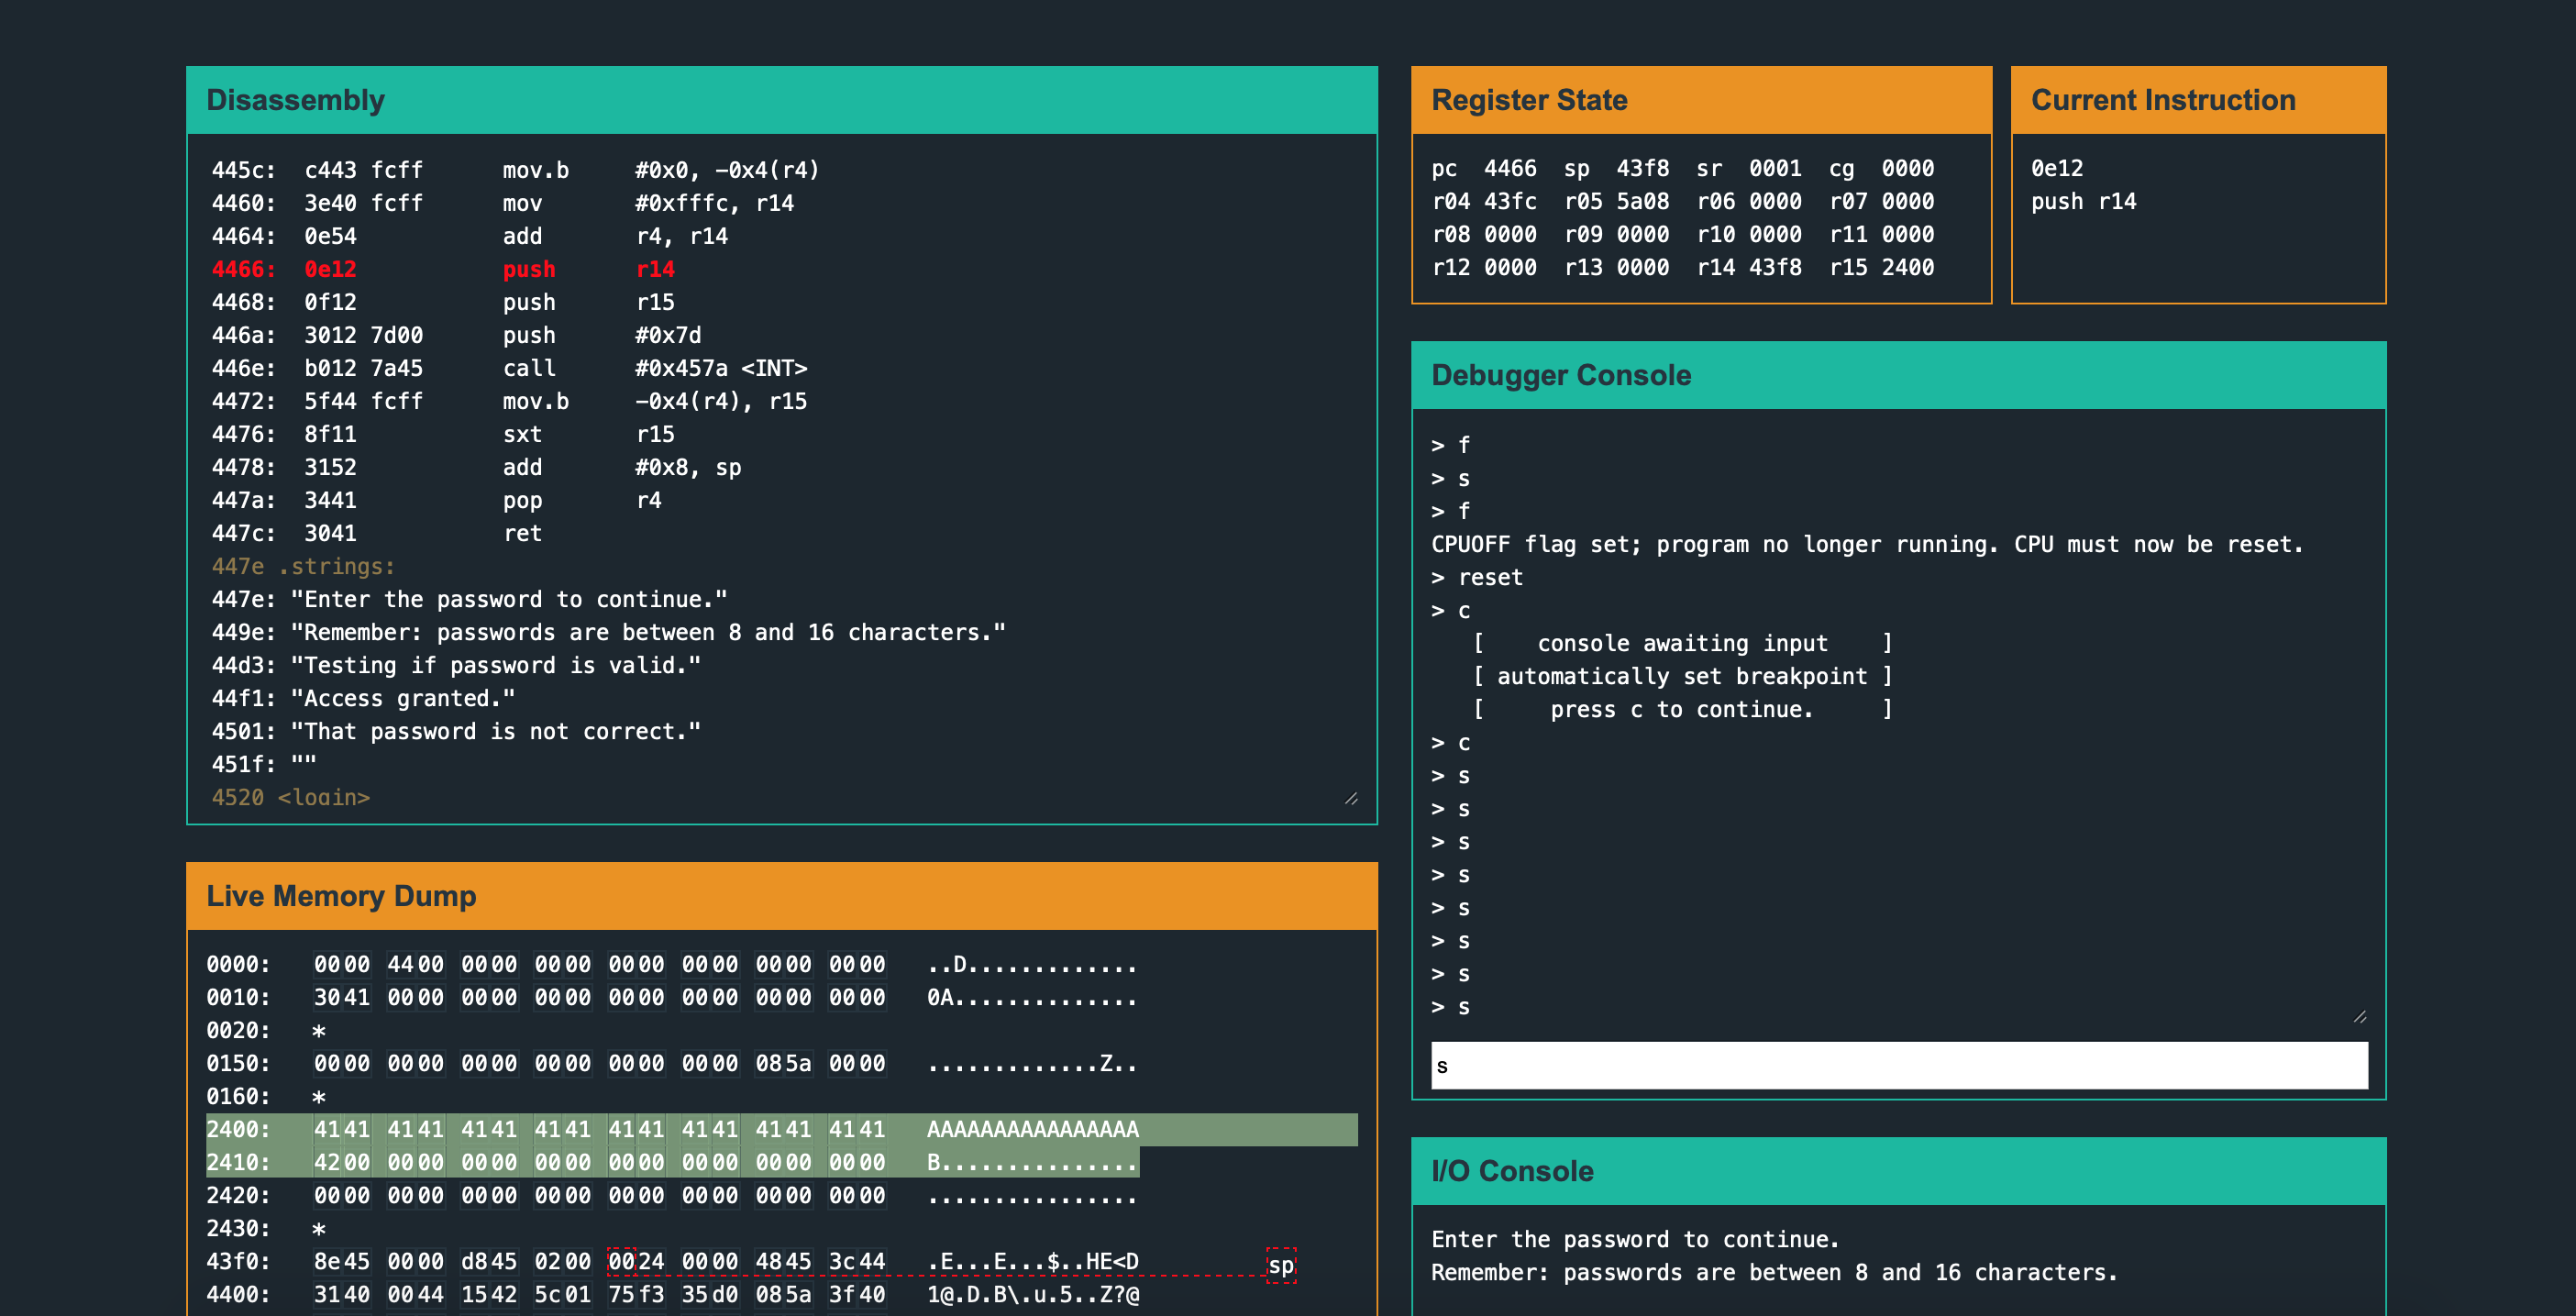 Disassembly
445c: c443 fcff mov.b #0x0, -0x4(r4)
4460: 3e40 fcff mov #0xfffc, r14
4464: 0e54 add r4, r14
4466: 0e12 push r14
4468: 0f12 push r15
446a: 3012 7d00 push #0x7d
446e: b012 7a45 call #0x457a <INT>
4472: 5f44 fcff mov.b -0x4(r4), r15
4476: 8f11 sxt r15
4478: 3152 add #0x8, sp
447a: 3441 pop r4
447c: 3041 ret
447e .strings:
447e: "Enter the password to continue."
449e: "Remember: passwords are between 8 and 16 characters."
44d3: "Testing if password is valid."
44f1: "Access granted."
4501: "That password is not correct."
451f: ""
4520 <login>
Live Memory Dump
0000: 0000 4400 0000 0000 0000 0000 0000 0000 ..D.............
0010: 3041 0000 0000 0000 0000 0000 0000 0000 0A..............
0020: *
0150: 0000 0000 0000 0000 0000 0000 085a 0000 .............Z..
0160: *
2400: 4141 4141 4141 4141 4141 4141 4141 4141 AAAAAAAAAAAAAAAA
2410: 4200 0000 0000 0000 0000 0000 0000 0000 B...............
2420: 0000 0000 0000 0000 0000 0000 0000 0000 ................
2430: *
43f0: 8e45 0000 d845 0200 0024 0000 4845 3c44 .E...E...$..HE<D sp
4400: 3140 0044 1542 5c01 75f3 35d0 085a 3f40 1@.D.B\.u.5..Z?@
Register State
pc 4466 sp 43f8 sr 0001 cg 0000
r04 43fc r05 5a08 r06 0000 r07 0000
r08 0000 r09 0000 r10 0000 r11 0000
r12 0000 r13 0000 r14 43f8 r15 2400
Current Instruction
0e12
push r14
Debugger Console
> f
> s
> f
CPUOFF flag set; program no longer running. CPU must now be reset.
> reset
> c
[ console awaiting input ]
[ automatically set breakpoint ]
[ press c to continue. ]
> c
> s
> s
> s
> s
> s
> s
> s
> s
s
I/O Console
Enter the password to continue.
Remember: passwords are between 8 and 16 characters.